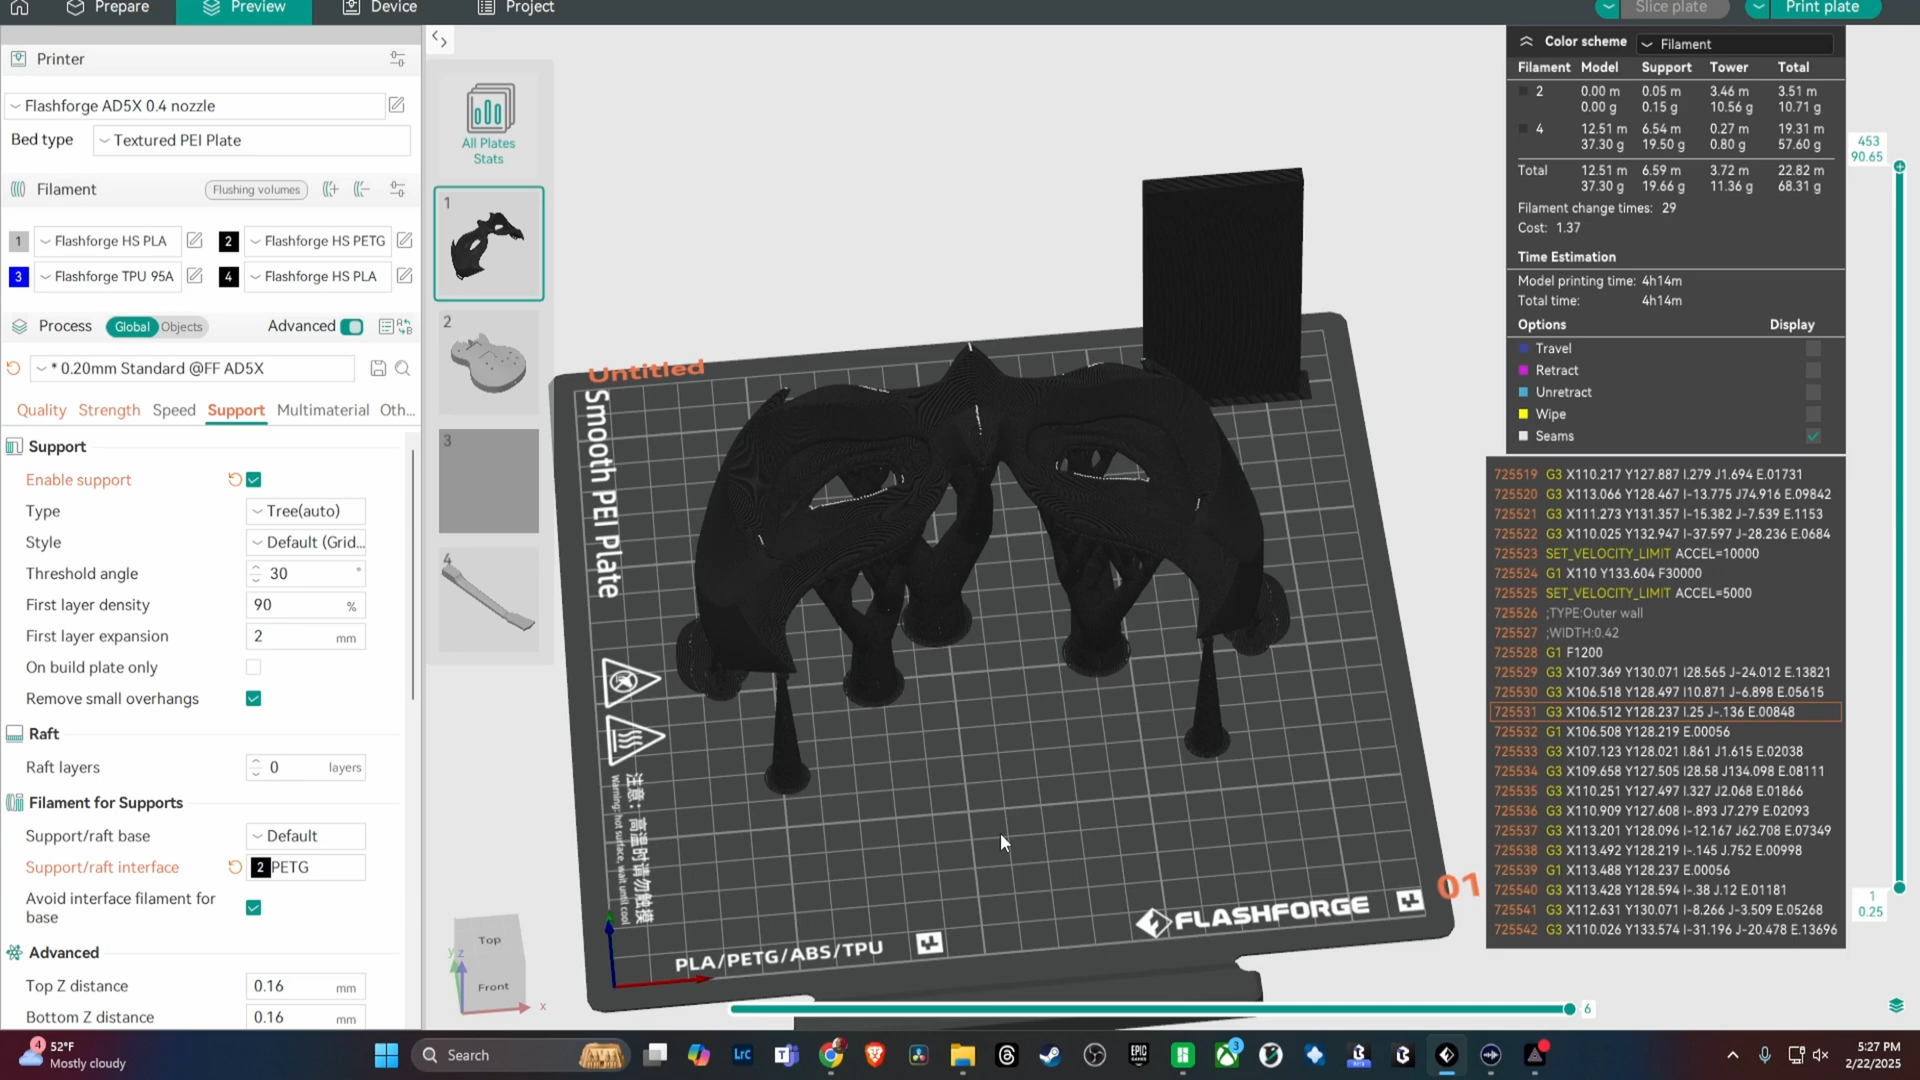 Prepare
Preview
Device
Project
Slice plate
Print plate
Printer
Flashforge AD5X 0.4 nozzle
Bed type
Textured PEI Plate
Filament
Flushing volumes
1 Flashforge HS PLA
2 Flashforge HS PETG
3 Flashforge TPU 95A
4 Flashforge HS PLA
Process
Global
Objects
Advanced
* 0.20mm Standard @FF AD5X
Quality
Strength
Speed
Support
Multimaterial
Oth...
Support
Enable support
Type
Tree(auto)
Style
Default (Grid...
Threshold angle
30 °
First layer density
90 %
First layer expansion
2 mm
On build plate only
Remove small overhangs
Raft
Raft layers
0 layers
Filament for Supports
Support/raft base
Default
Support/raft interface
2 PETG
Avoid interface filament for
base
Advanced
Top Z distance
0.16 mm
Bottom Z distance
0.16 mm
All Plates
Stats
1
2
3
4
Untitled
Smooth PEI Plate
注意：高温时请勿触摸
Warning: hot surface, wait until cool
PLA/PETG/ABS/TPU
FLASHFORGE
01
Top
Front
y
z
x
6
Color scheme
Filament
Filament Model Support Tower Total
2 0.00 m 0.05 m 3.46 m 3.51 m
0.00 g 0.15 g 10.56 g 10.71 g
4 12.51 m 6.54 m 0.27 m 19.31 m
37.30 g 19.50 g 0.80 g 57.60 g
Total 12.51 m 6.59 m 3.72 m 22.82 m
37.30 g 19.66 g 11.36 g 68.31 g
Filament change times: 29
Cost: 1.37
Time Estimation
Model printing time: 4h14m
Total time: 4h14m
Options Display
Travel
Retract
Unretract
Wipe
Seams
453
90.65
725519 G3 X110.217 Y127.887 I1.279 J1.694 E.01731
725520 G3 X113.066 Y128.467 I-13.775 J74.916 E.09842
725521 G3 X111.273 Y131.357 I-15.382 J-7.539 E.1153
725522 G3 X110.025 Y132.947 I-37.597 J-28.236 E.0684
725523 SET_VELOCITY_LIMIT ACCEL=10000
725524 G1 X110 Y133.604 F30000
725525 SET_VELOCITY_LIMIT ACCEL=5000
725526 ;TYPE:Outer wall
725527 ;WIDTH:0.42
725528 G1 F1200
725529 G3 X107.369 Y130.071 I28.565 J-24.012 E.13821
725530 G3 X106.518 Y128.497 I10.871 J-6.898 E.05615
725531 G3 X106.512 Y128.237 I.25 J-.136 E.00848
725532 G1 X106.508 Y128.219 E.00056
725533 G3 X107.123 Y128.021 I.861 J1.615 E.02038
725534 G3 X109.658 Y127.505 I28.58 J134.098 E.08111
725535 G3 X110.251 Y127.497 I.327 J2.068 E.01866
725536 G3 X110.909 Y127.608 I-.893 J7.279 E.02093
725537 G3 X113.201 Y128.096 I-12.167 J62.708 E.07349
725538 G3 X113.492 Y128.219 I-.145 J.752 E.00998
725539 G1 X113.488 Y128.237 E.00056
725540 G3 X113.428 Y128.594 I-.38 J.12 E.01181
725541 G3 X112.631 Y130.071 I-8.266 J-3.509 E.05268
725542 G3 X110.026 Y133.574 I-31.196 J-20.478 E.13696
1
0.25
4
52°F
Mostly cloudy
Search
Lrc
EPIC
GAMES
3
5:27 PM
2/22/2025